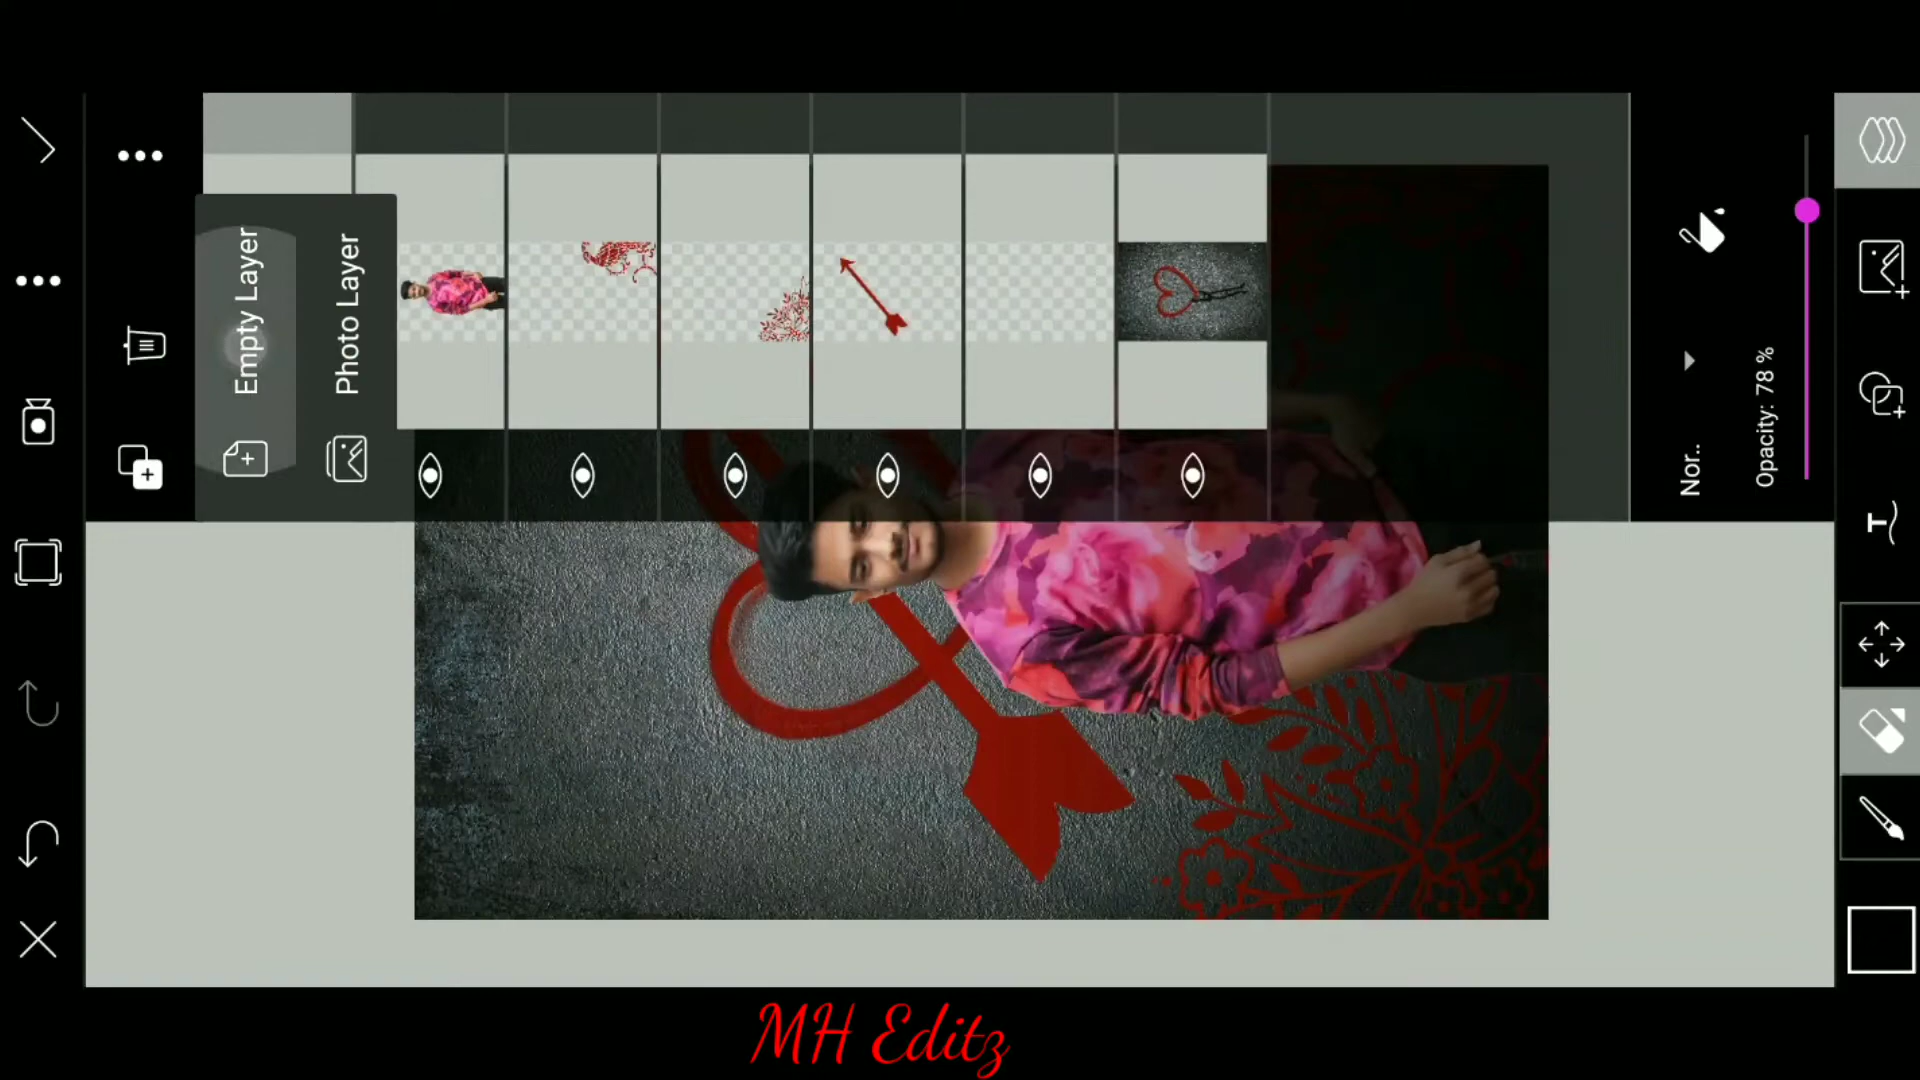 Empty Layer
Photo Layer
Nor..
Opacity: 78 %
T
MH Editz